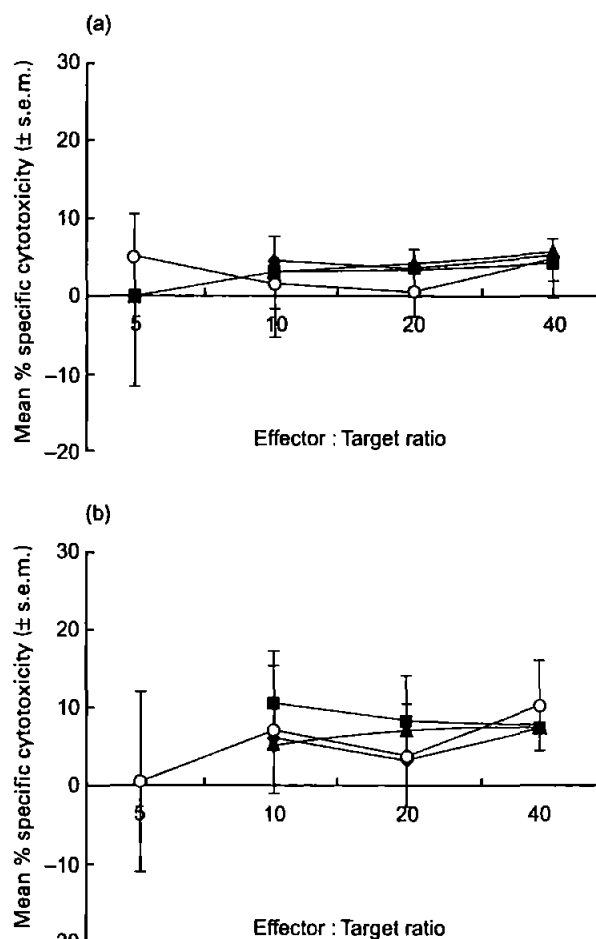 (a)
Mean % specific cytotoxicity (± s.e.m.)
30
20
10
0
–10
–20
5 10 20 40
Effector : Target ratio
(b)
Mean % specific cytotoxicity (± s.e.m.)
30
20
10
0
–10
5 10 20 40
Effector : Target ratio